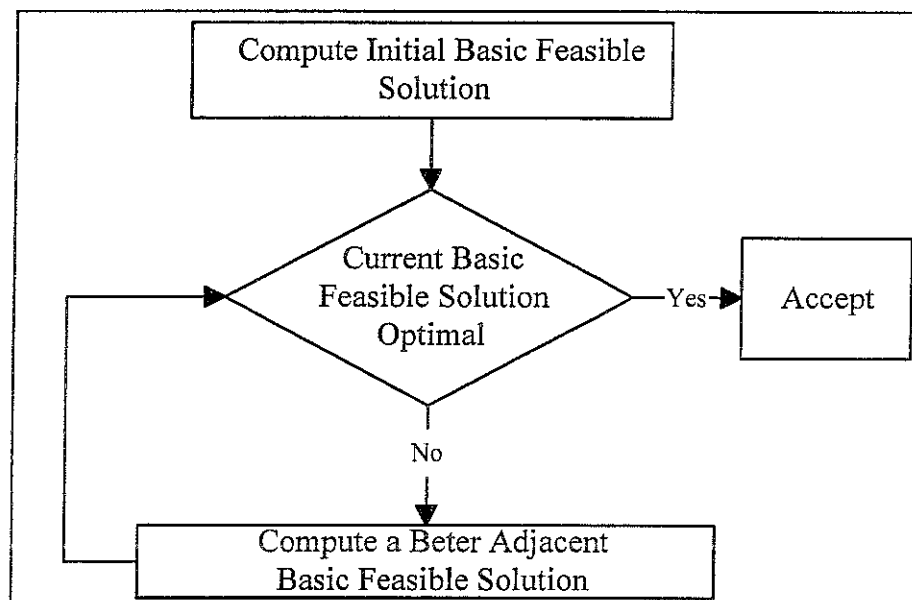 Compute Initial Basic Feasible
Solution
Current Basic
Feasible Solution
Optimal
Yes
Accept
No
Compute a Beter Adjacent
Basic Feasible Solution